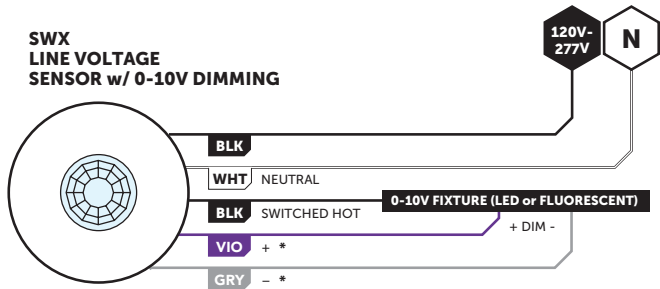 SWX
LINE VOLTAGE
SENSOR w/ 0-10V DIMMING
120V-
277V
N
BLK
WHT NEUTRAL
BLK SWITCHED HOT
0-10V FIXTURE (LED or FLUORESCENT)
VIO + *
+ DIM -
GRY – *